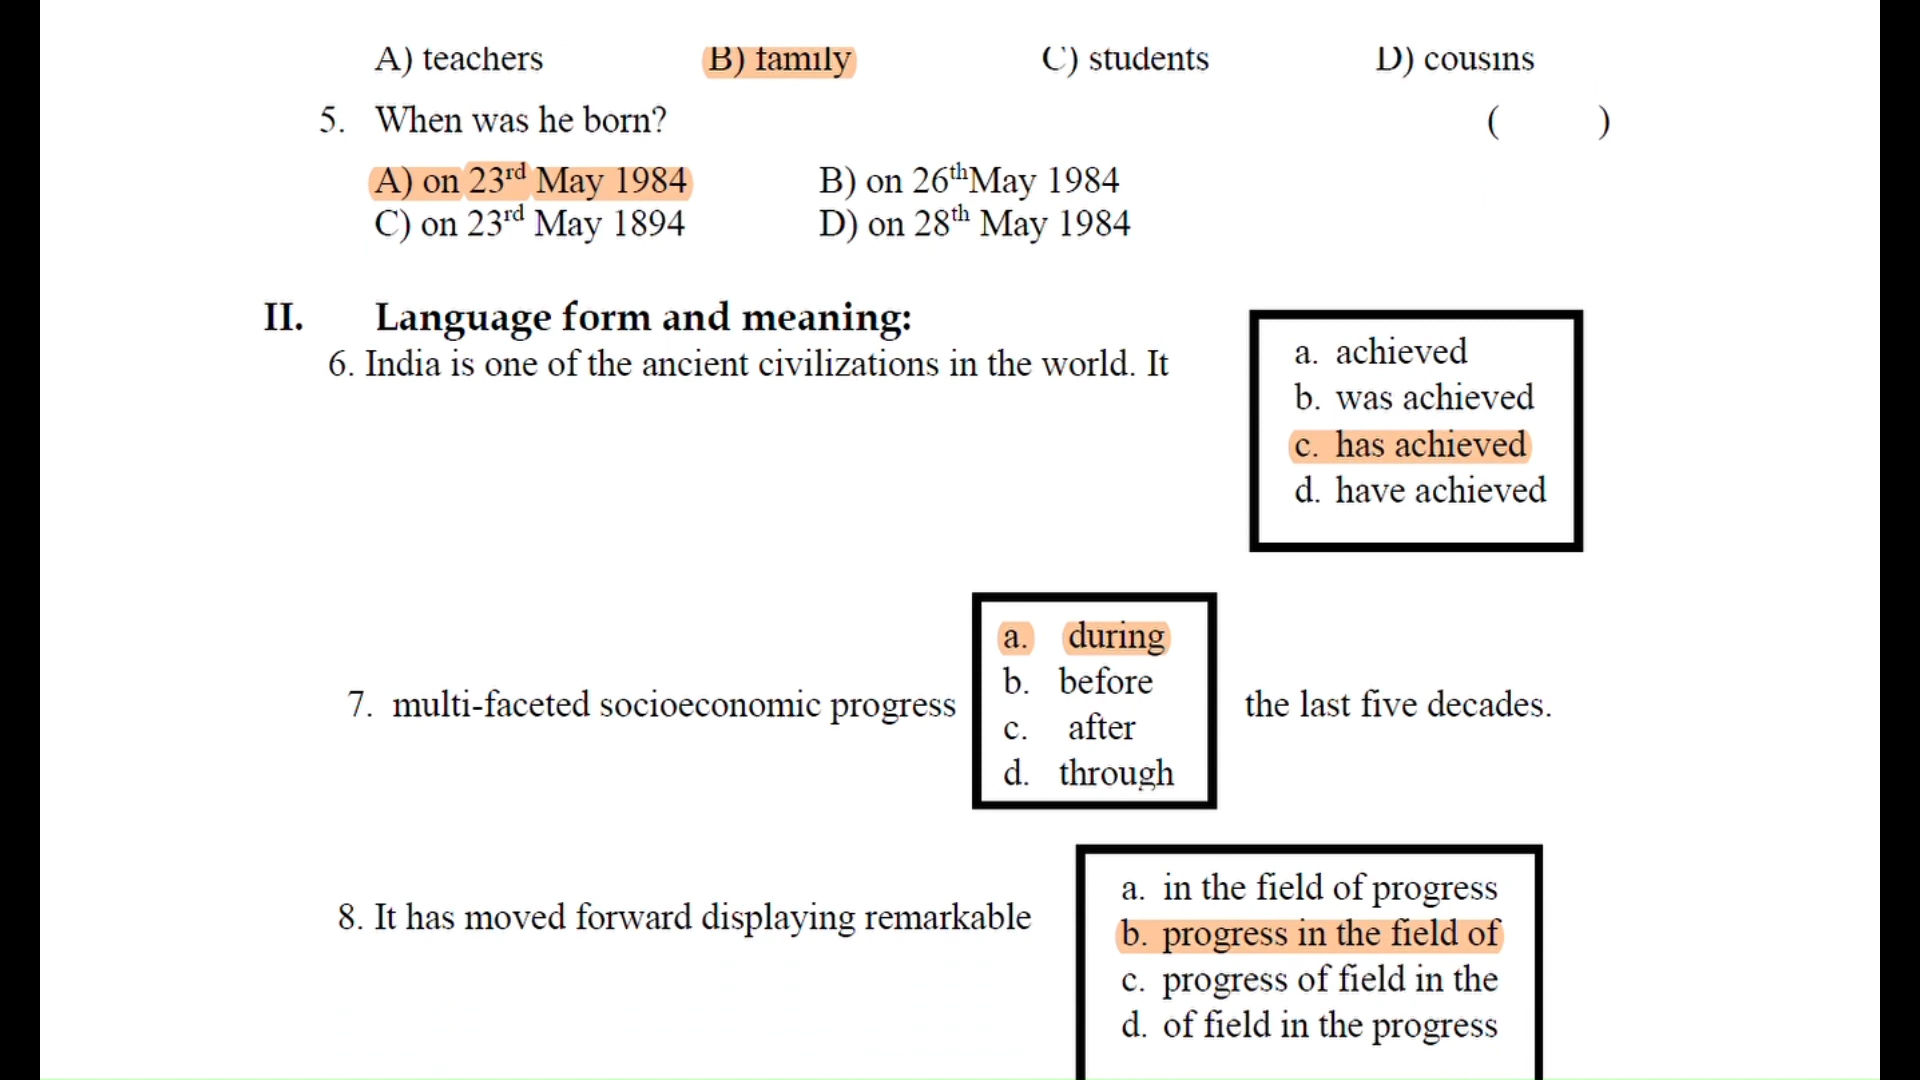 A) teachers B) family C) students D) cousins
5. When was he born? ( )
A) on 23rd May 1984 B) on 26thMay 1984
C) on 23rd May 1894 D) on 28th May 1984
II. Language form and meaning:
6. India is one of the ancient civilizations in the world. It
a. achieved
b. was achieved
c. has achieved
d. have achieved
7. multi-faceted socioeconomic progress
a. during
b. before
c. after
d. through
the last five decades.
8. It has moved forward displaying remarkable
a. in the field of progress
b. progress in the field of
c. progress of field in the
d. of field in the progress